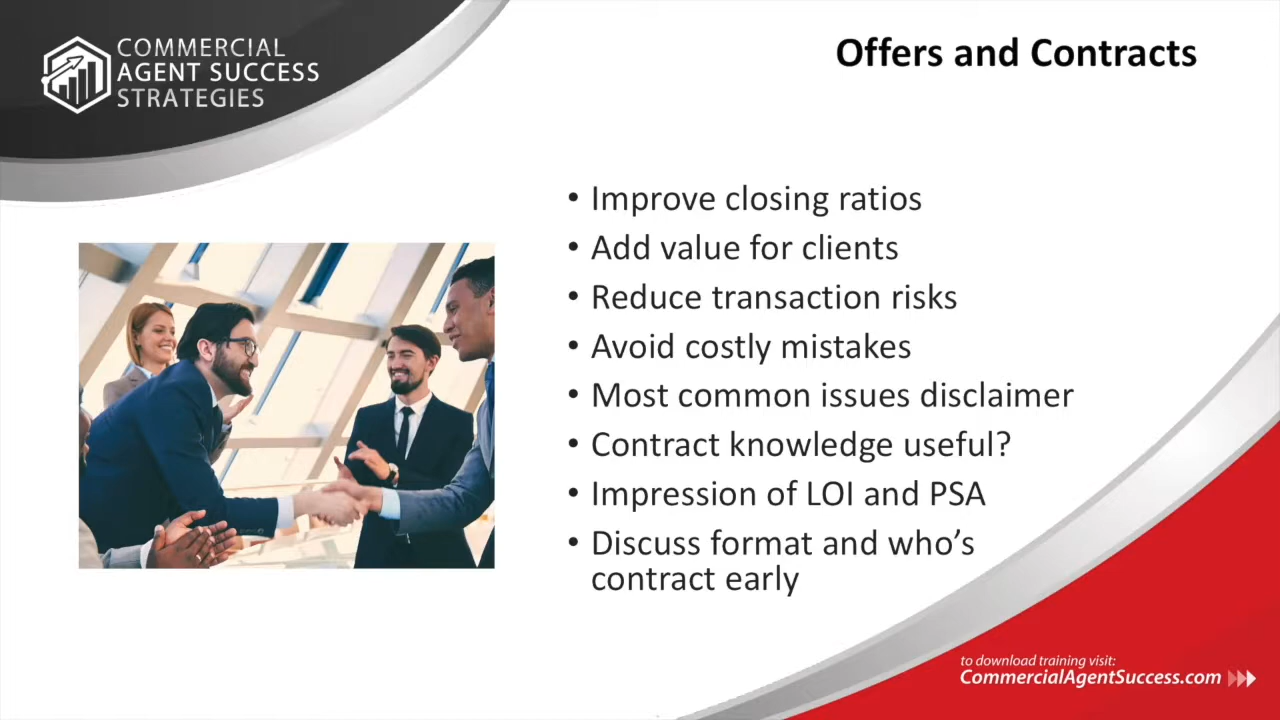 COMMERCIAL
AGENT SUCCESS
STRATEGIES
Offers and Contracts
• Improve closing ratios
• Add value for clients
• Reduce transaction risks
• Avoid costly mistakes
• Most common issues disclaimer
• Contract knowledge useful?
• Impression of LOI and PSA
• Discuss format and who’s
contract early
to download training visit:
CommercialAgentSuccess.com